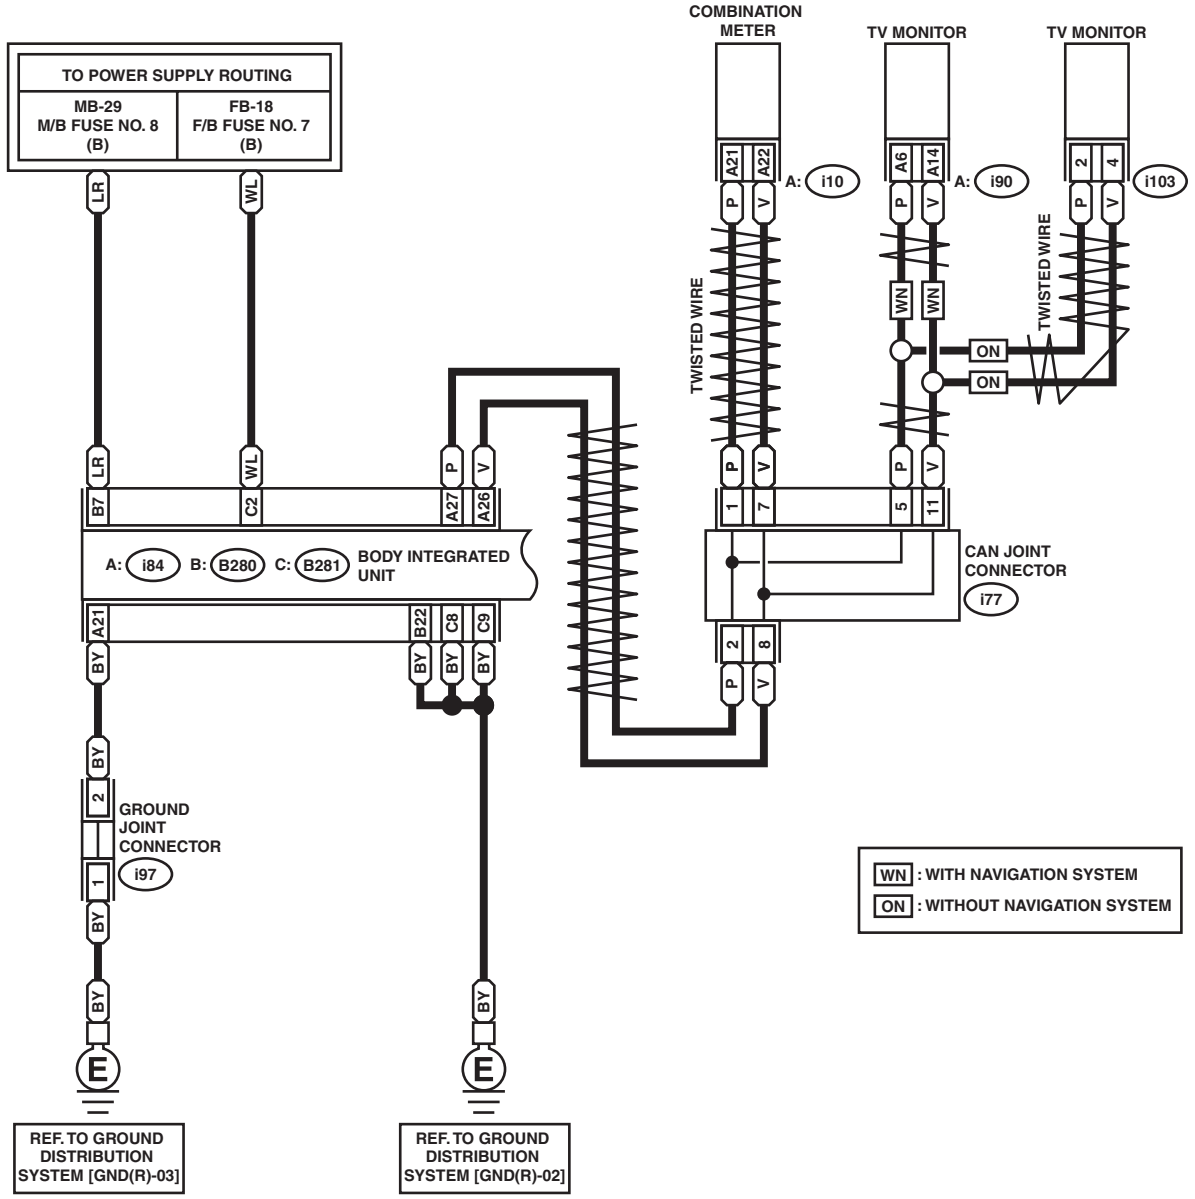 COMBINATION
METER
TV MONITOR
TV MONITOR
TO POWER SUPPLY ROUTING
MB-29
M/B FUSE NO. 8
(B)
FB-18
F/B FUSE NO. 7
(B)
A21
A22
A: i10
A6
A14
A: i90
2
4
i103
LR
WL
P
V
P
V
P
V
TWISTED WIRE
WN
WN
TWISTED WIRE
ON
ON
LR
WL
P
V
P
V
P
V
B7
C2
A27
A26
1
7
5
11
A: i84 B: B280 C: B281 BODY INTEGRATED
UNIT
CAN JOINT
CONNECTOR
i77
A21
B22
C8
C9
2
8
BY
BY
BY
BY
P
V
BY
2
GROUND
JOINT
CONNECTOR
i97
1
BY
WN : WITH NAVIGATION SYSTEM
ON : WITHOUT NAVIGATION SYSTEM
BY
BY
E
E
REF. TO GROUND
DISTRIBUTION
SYSTEM [GND(R)-03]
REF. TO GROUND
DISTRIBUTION
SYSTEM [GND(R)-02]